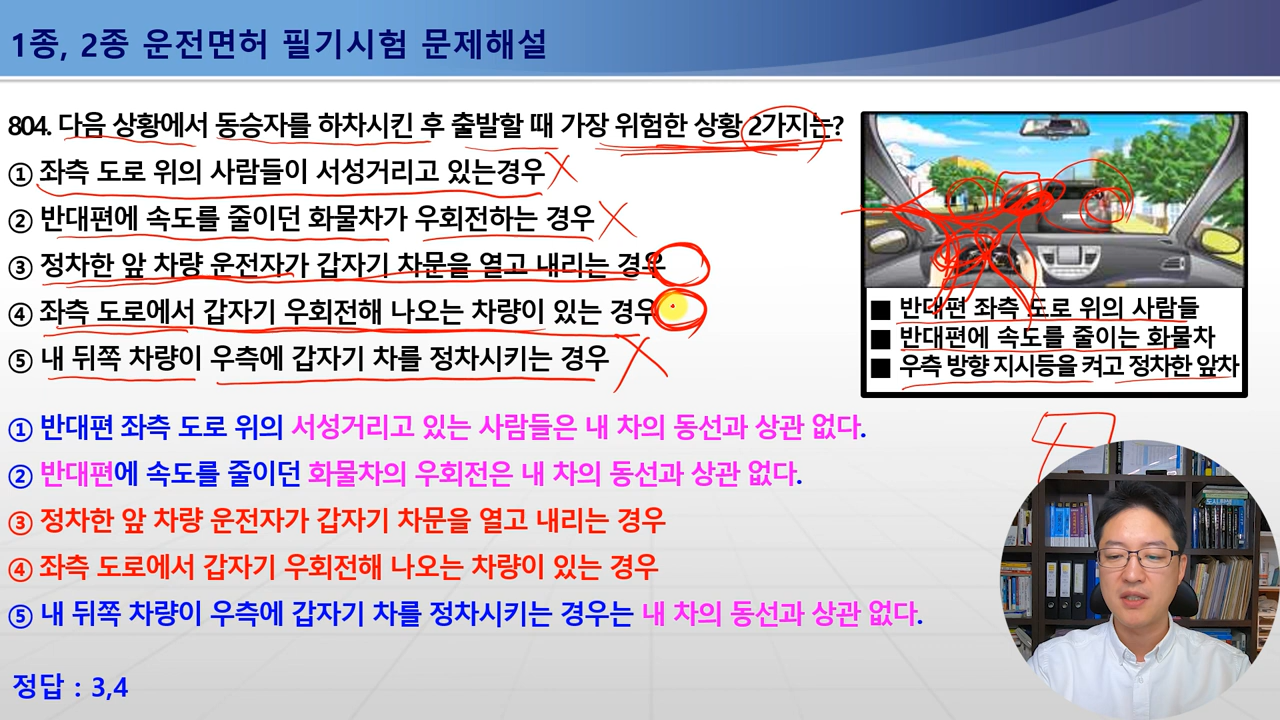 1종, 2종 운전면허 필기시험 문제해설
804. 다음 상황에서 동승자를 하차시킨 후 출발할 때 가장 위험한 상황 2가지는?
① 좌측 도로 위의 사람들이 서성거리고 있는경우
② 반대편에 속도를 줄이던 화물차가 우회전하는 경우
③ 정차한 앞 차량 운전자가 갑자기 차문을 열고 내리는 경우
④ 좌측 도로에서 갑자기 우회전해 나오는 차량이 있는 경우
⑤ 내 뒤쪽 차량이 우측에 갑자기 차를 정차시키는 경우
■ 반대편 좌측 도로 위의 사람들
■ 반대편에 속도를 줄이는 화물차
■ 우측 방향 지시등을 켜고 정차한 앞차
① 반대편 좌측 도로 위의 서성거리고 있는 사람들은 내 차의 동선과 상관 없다.
② 반대편에 속도를 줄이던 화물차의 우회전은 내 차의 동선과 상관 없다.
③ 정차한 앞 차량 운전자가 갑자기 차문을 열고 내리는 경우
④ 좌측 도로에서 갑자기 우회전해 나오는 차량이 있는 경우
⑤ 내 뒤쪽 차량이 우측에 갑자기 차를 정차시키는 경우는 내 차의 동선과 상관 없다.
정답 : 3,4